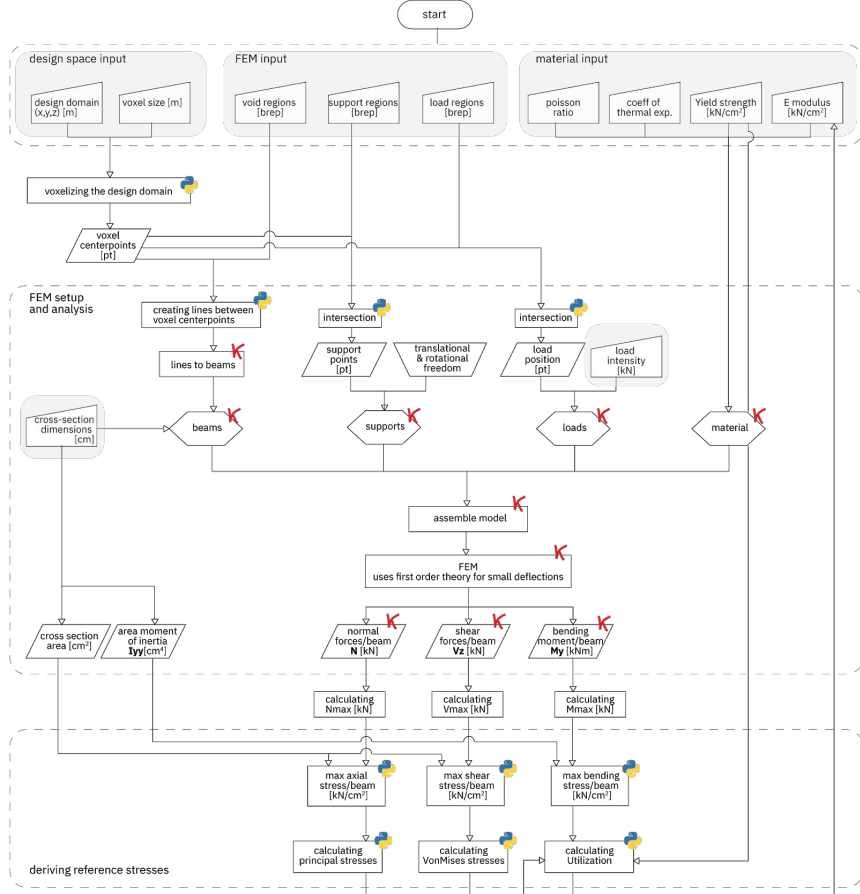 start
design space input
FEM input
material input
design domain
(x,y,z) [m]
voxel size [m]
void regions
[brep]
support regions
[brep]
load regions
[brep]
poisson
ratio
coeff of
thermal exp.
Yield strength
[kN/cm²]
E modulus
[kN/cm²]
voxelizing the design domain
voxel
centerpoints
[pt]
FEM setup
and analysis
creating lines between
voxel centerpoints
intersection
intersection
lines to beams
support
points
[pt]
translational
& rotational
freedom
load
position
[pt]
load
intensity
[kN]
cross-section
dimensions
[cm]
beams
supports
loads
material
assemble model
FEM
uses first order theory for small deflections
cross section
area [cm²]
area moment
of inertia
Iyy[cm⁴]
normal
forces/beam
N [kN]
shear
forces/beam
Vz [kN]
bending
moment/beam
My [kNm]
calculating
Nmax [kN]
calculating
Vmax [kN]
calculating
Mmax [kN]
max axial
stress/beam
[kN/cm²]
max shear
stress/beam
[kN/cm²]
max bending
stress/beam
[kN/cm²]
calculating
principal stresses
calculating
VonMises stresses
calculating
Utilization
deriving reference stresses